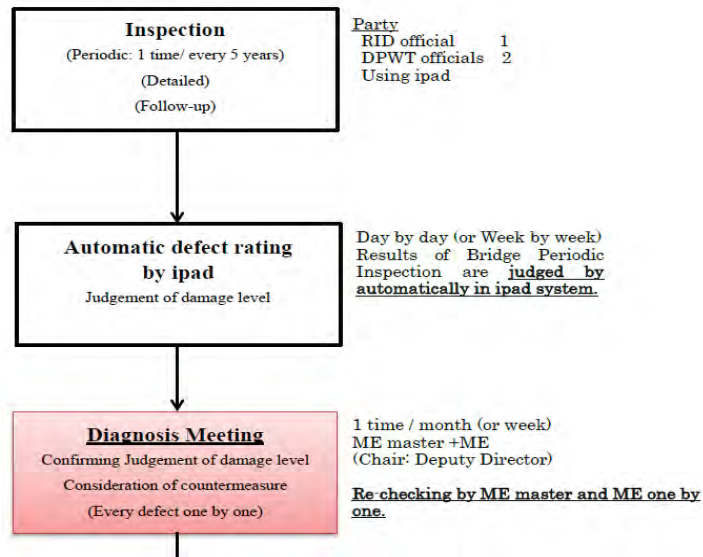 Inspection
(Periodic: 1 time/ every 5 years)
(Detailed)
(Follow-up)
Party
RID official 1
DPWT officials 2
Using ipad
Automatic defect rating
by ipad
Judgement of damage level
Day by day (or Week by week)
Results of Bridge Periodic
Inspection are judged by
automatically in ipad system.
Diagnosis Meeting
Confirming Judgement of damage level
Consideration of countermeasure
(Every defect one by one)
1 time / month (or week)
ME master +ME
(Chair: Deputy Director)
Re-checking by ME master and ME one by
one.